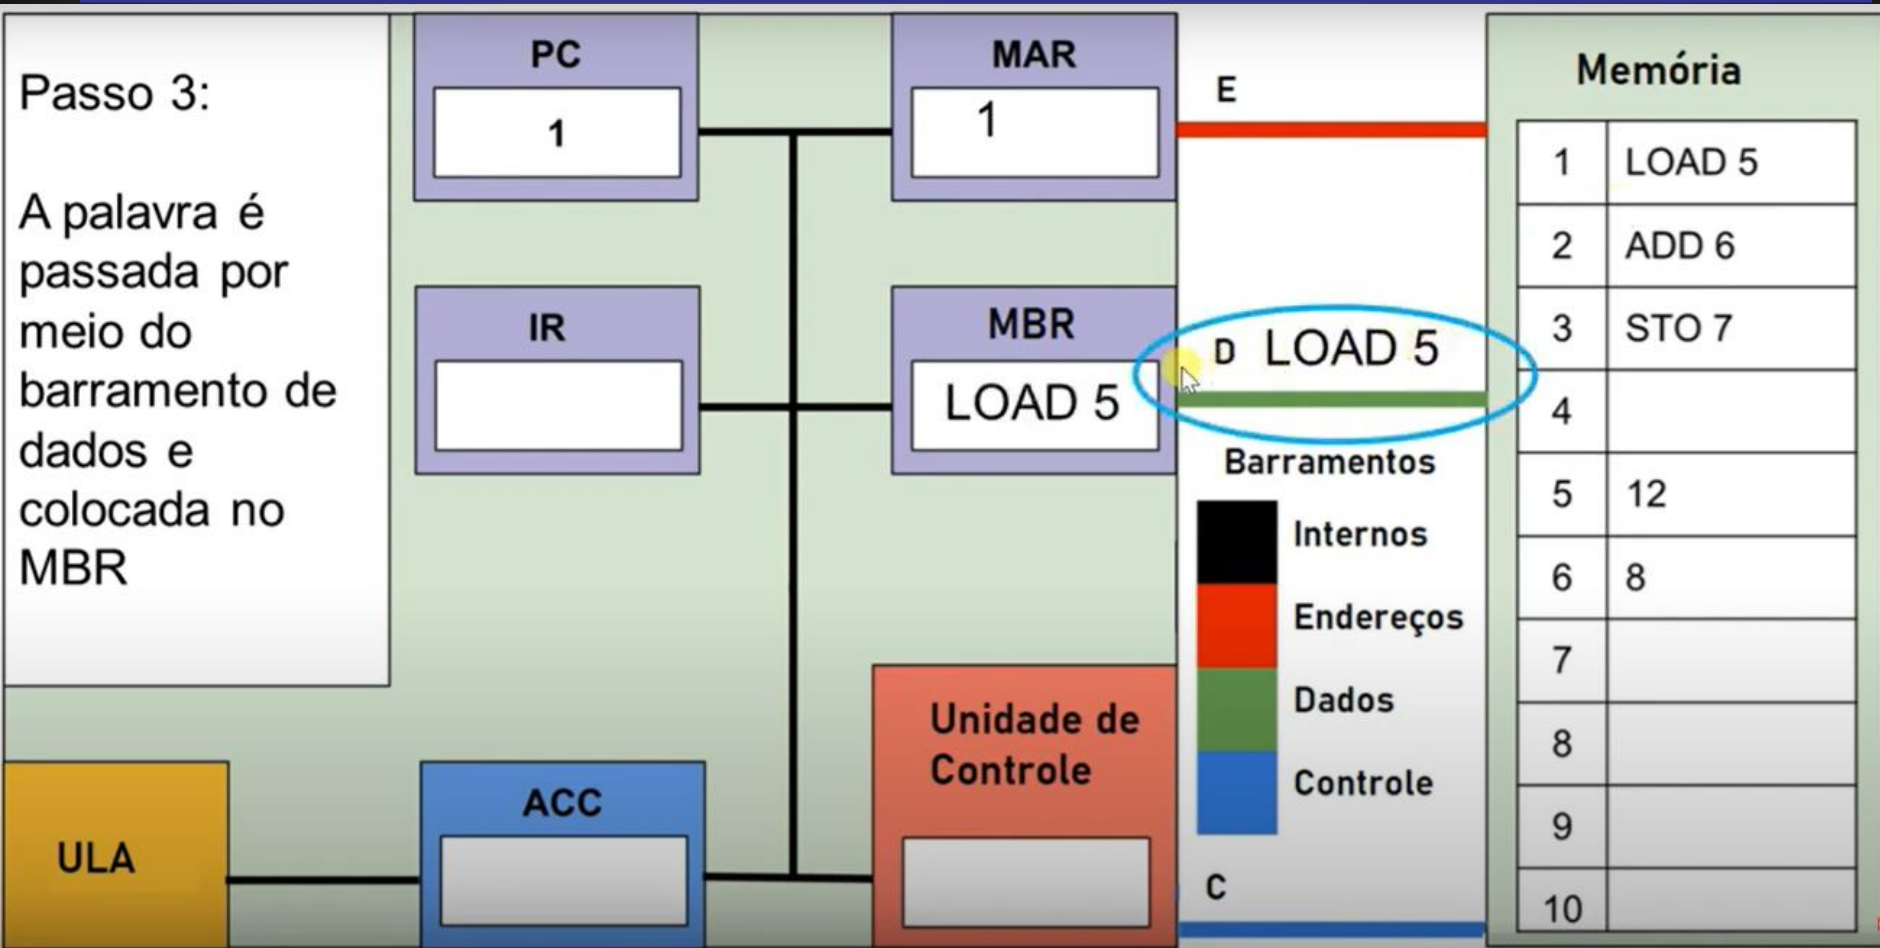 Passo 3:
A palavra é
passada por
meio do
barramento de
dados e
colocada no
MBR
PC
1
MAR
1
IR
MBR
LOAD 5
E
D LOAD 5
Barramentos
Internos
Endereços
Dados
Controle
C
ULA
ACC
Unidade de
Controle
Memória
1 LOAD 5
2 ADD 6
3 STO 7
4
5 12
6 8
7
8
9
10